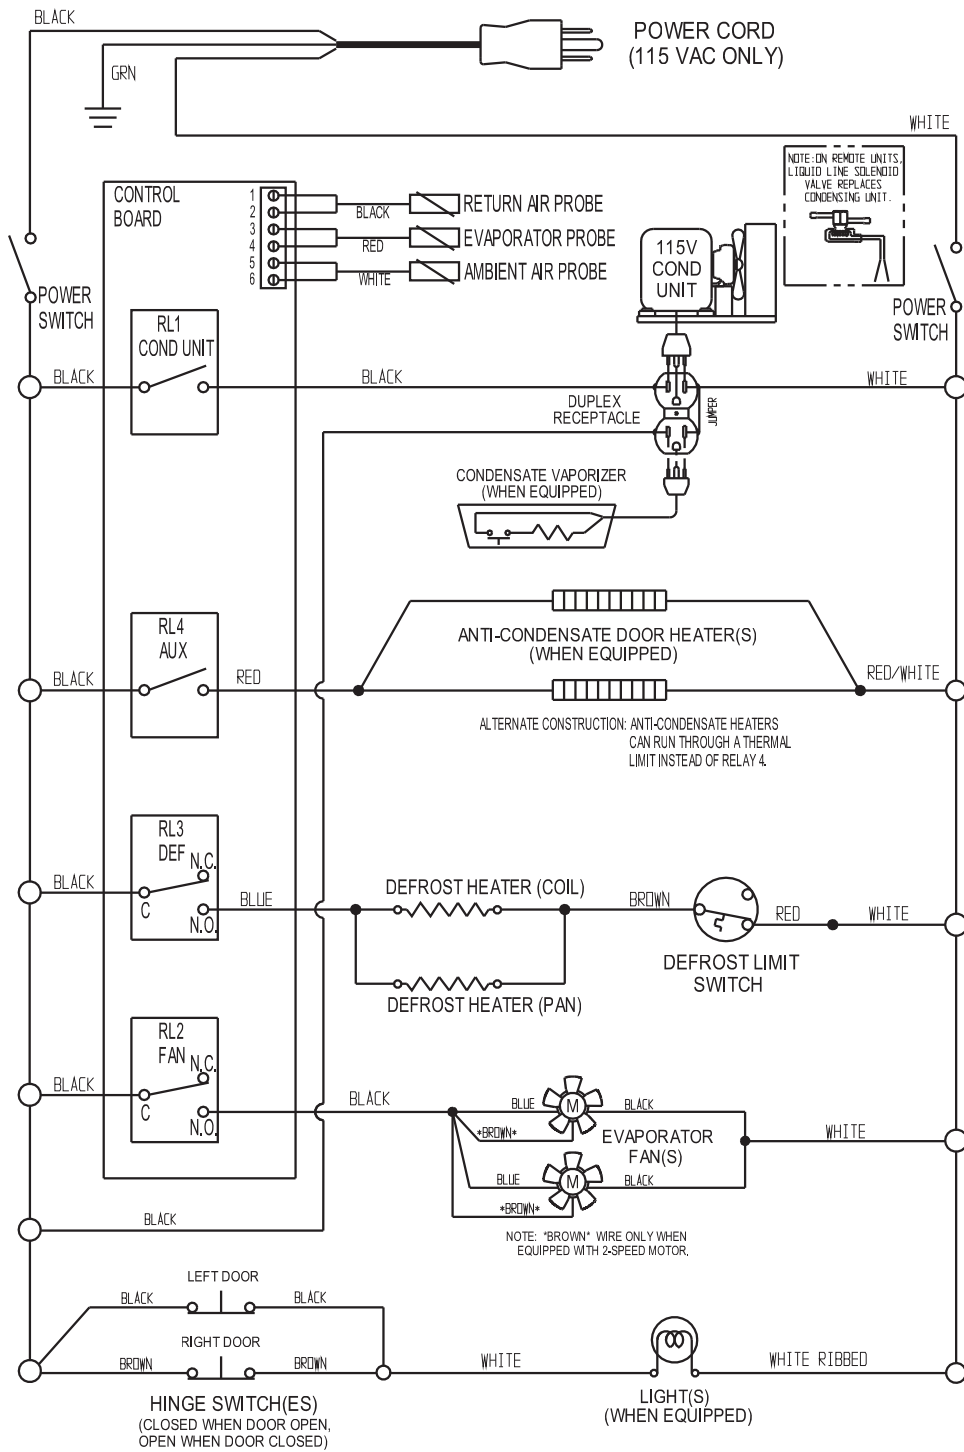 BLACK
POWER CORD
(115 VAC ONLY)
GRN
WHITE
NOTE: ON REMOTE UNITS,
LIQUID LINE SOLENOID
VALVE REPLACES
CONDENSING UNIT.
CONTROL
BOARD
1
2
3
4
5
6
BLACK
RED
WHITE
RETURN AIR PROBE
EVAPORATOR PROBE
AMBIENT AIR PROBE
115V
COND
UNIT
POWER
SWITCH
POWER
SWITCH
RL1
COND UNIT
BLACK
BLACK
WHITE
DUPLEX
RECEPTACLE
JUMPER
CONDENSATE VAPORIZER
(WHEN EQUIPPED)
RL4
AUX
BLACK
RED
ANTI-CONDENSATE DOOR HEATER(S)
(WHEN EQUIPPED)
RED/WHITE
ALTERNATE CONSTRUCTION: ANTI-CONDENSATE HEATERS
CAN RUN THROUGH A THERMAL
LIMIT INSTEAD OF RELAY 4.
RL3
DEF
N.C.
BLACK
C
N.O.
BLUE
DEFROST HEATER (COIL)
BROWN
RED
WHITE
DEFROST LIMIT
SWITCH
DEFROST HEATER (PAN)
RL2
FAN
N.C.
BLACK
C
N.O.
BLACK
BLUE
M
BLACK
*BROWN*
EVAPORATOR
FAN(S)
WHITE
BLUE
M
BLACK
*BROWN*
NOTE: *BROWN* WIRE ONLY WHEN
EQUIPPED WITH 2-SPEED MOTOR.
BLACK
LEFT DOOR
BLACK
BLACK
RIGHT DOOR
BROWN
BROWN
WHITE
WHITE RIBBED
HINGE SWITCH(ES)
(CLOSED WHEN DOOR OPEN,
OPEN WHEN DOOR CLOSED)
LIGHT(S)
(WHEN EQUIPPED)